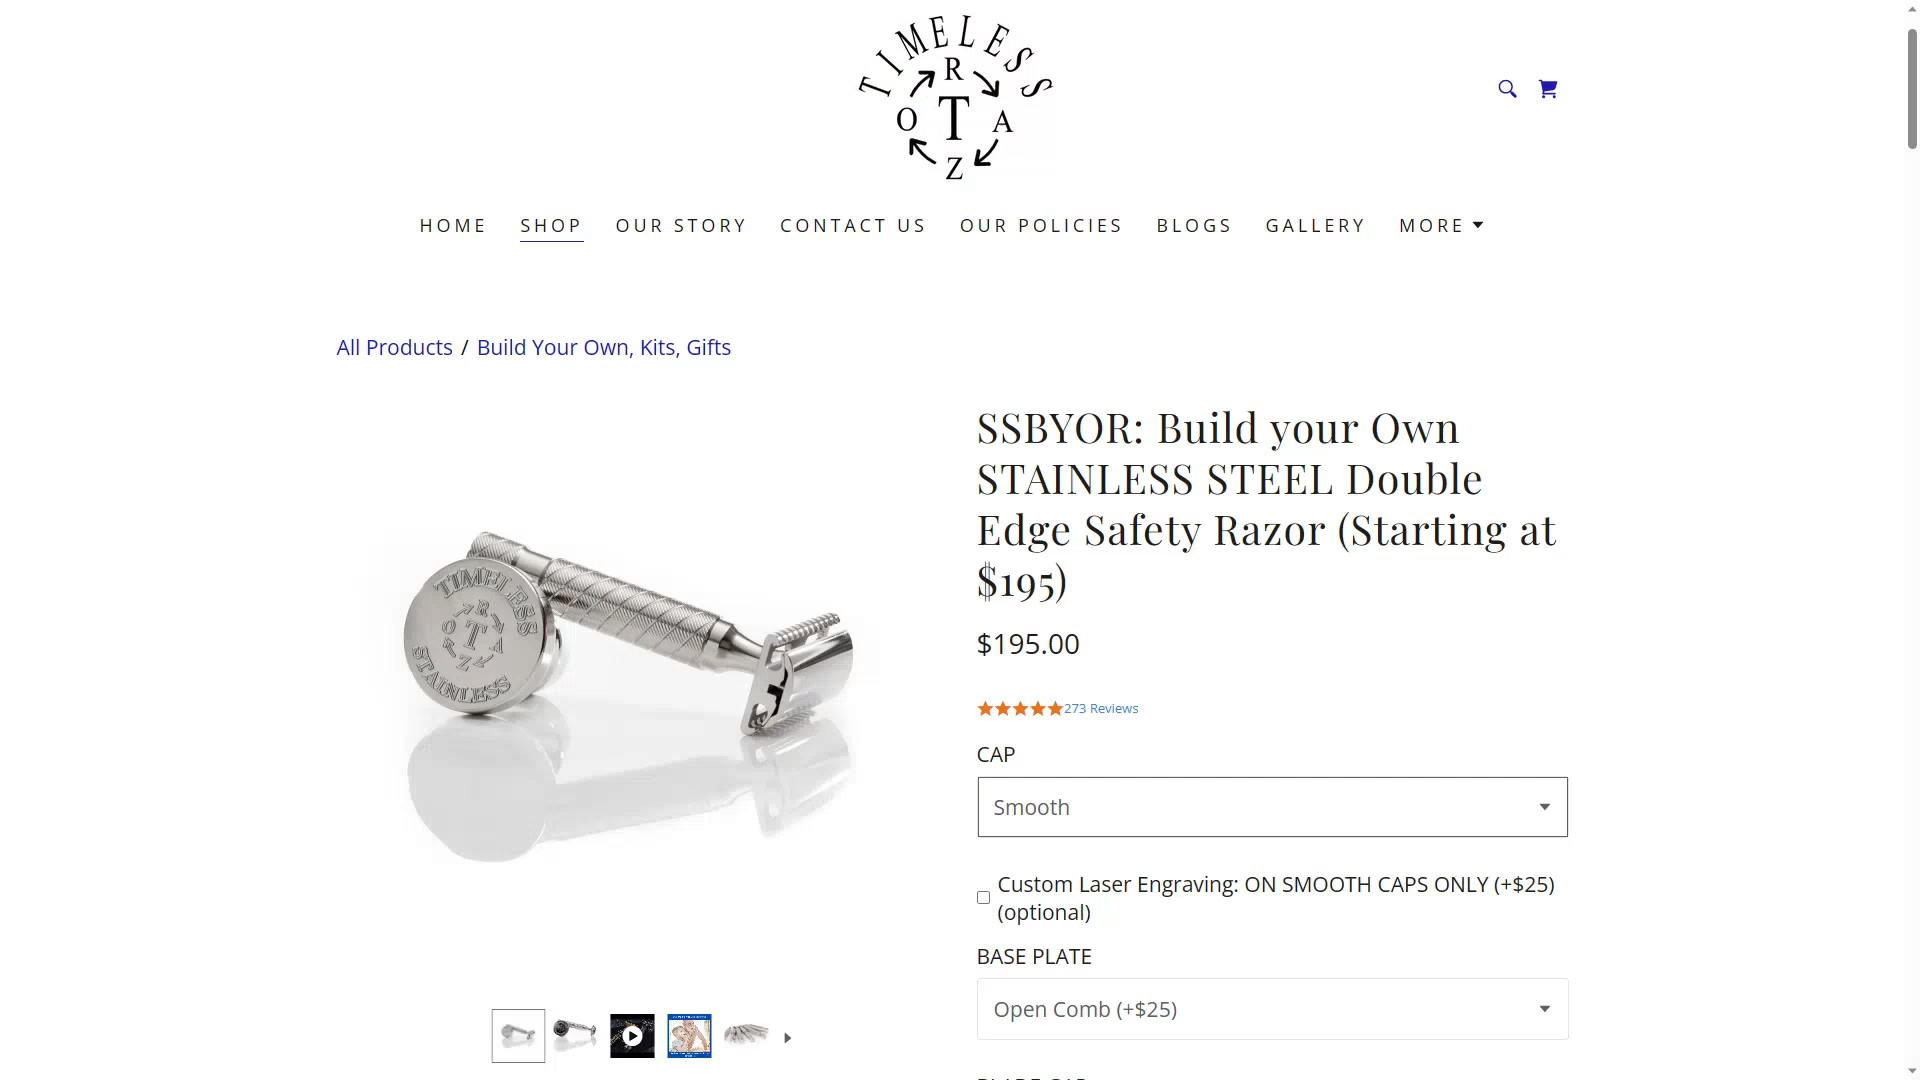 TIMELESS
R
O T A
Z
HOME SHOP OUR STORY CONTACT US OUR POLICIES BLOGS GALLERY MORE
All Products / Build Your Own, Kits, Gifts
SSBYOR: Build your Own
STAINLESS STEEL Double
Edge Safety Razor (Starting at
$195)
$195.00
273 Reviews
CAP
Smooth
Custom Laser Engraving: ON SMOOTH CAPS ONLY (+$25)
(optional)
BASE PLATE
Open Comb (+$25)
TIMELESS
R
O T A
Z
STAINLESS